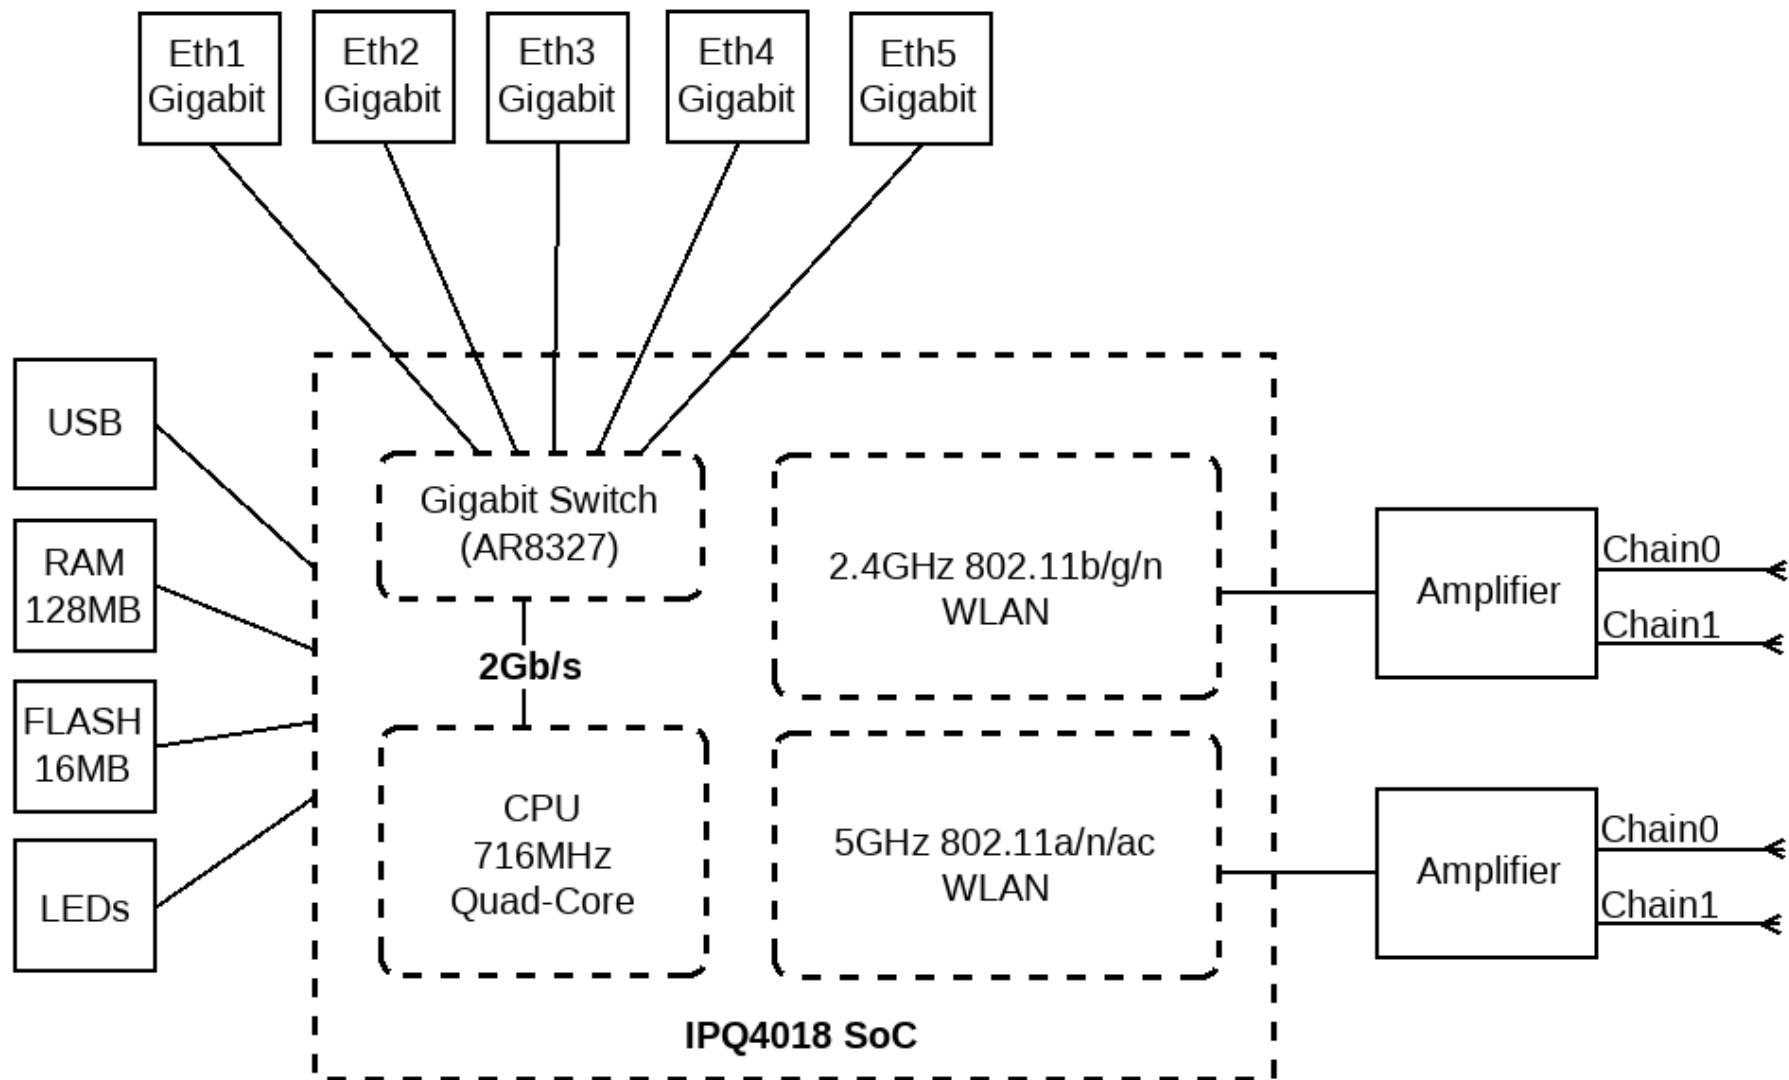 Eth1
Gigabit
Eth2
Gigabit
Eth3
Gigabit
Eth4
Gigabit
Eth5
Gigabit
USB
RAM
128MB
FLASH
16MB
LEDs
Gigabit Switch
(AR8327)
2Gb/s
CPU
716MHz
Quad-Core
2.4GHz 802.11b/g/n
WLAN
5GHz 802.11a/n/ac
WLAN
IPQ4018 SoC
Amplifier
Chain0
Chain1
Amplifier
Chain0
Chain1